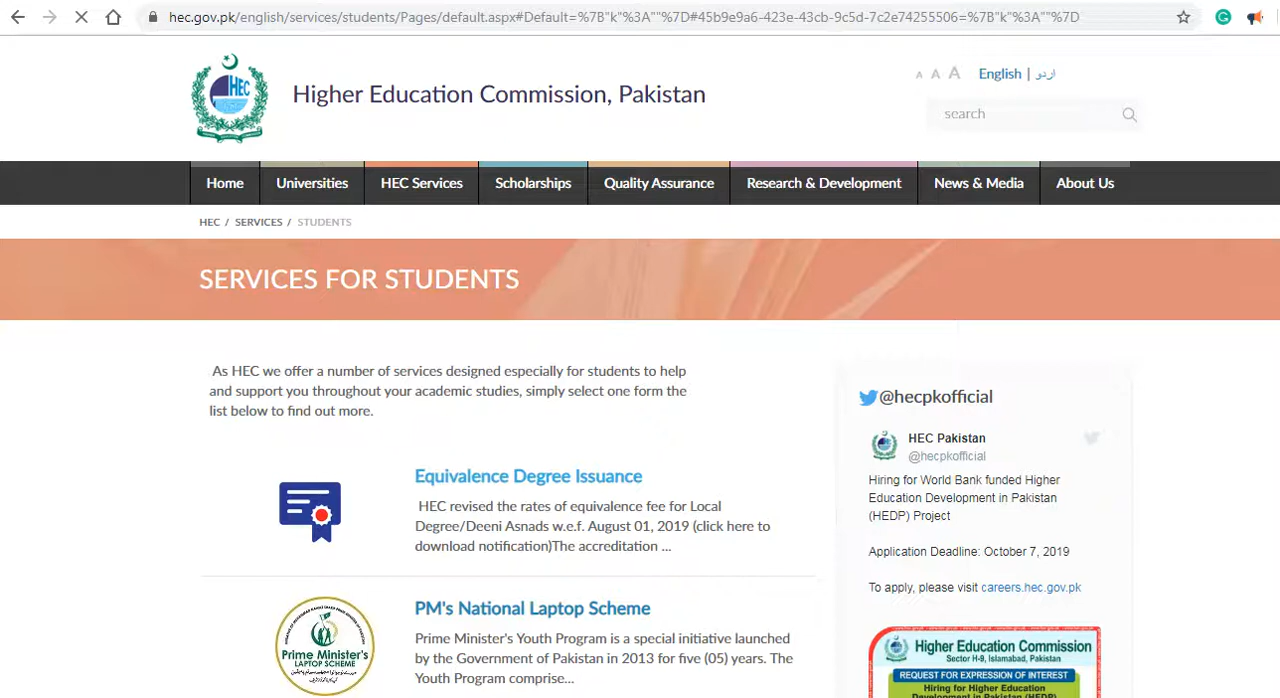 hec.gov.pk/english/services/students/Pages/default.aspx#Default=%7B"k"%3A""%7D#45b9e9a6-423e-43cb-9c5d-7c2e74255506=%7B"k"%3A""%7D
HEC
Higher Education Commission, Pakistan
A A A English | اردو
search
Home Universities HEC Services Scholarships Quality Assurance Research & Development News & Media About Us
HEC / SERVICES / STUDENTS
SERVICES FOR STUDENTS
As HEC we offer a number of services designed especially for students to help
and support you throughout your academic studies, simply select one form the
list below to find out more.
Equivalence Degree Issuance
HEC revised the rates of equivalence fee for Local
Degree/Deeni Asnads w.e.f. August 01, 2019 (click here to
download notification)The accreditation ...
Prime Minister's
LAPTOP SCHEME
PM's National Laptop Scheme
Prime Minister's Youth Program is a special initiative launched
by the Government of Pakistan in 2013 for five (05) years. The
Youth Program comprise...
@hecpkofficial
HEC Pakistan
@hecpkofficial
Hiring for World Bank funded Higher
Education Development in Pakistan
(HEDP) Project
Application Deadline: October 7, 2019
To apply, please visit careers.hec.gov.pk
Higher Education Commission
Sector H-9, Islamabad, Pakistan
REQUEST FOR EXPRESSION OF INTEREST
Hiring for Higher Education
Development in Pakistan